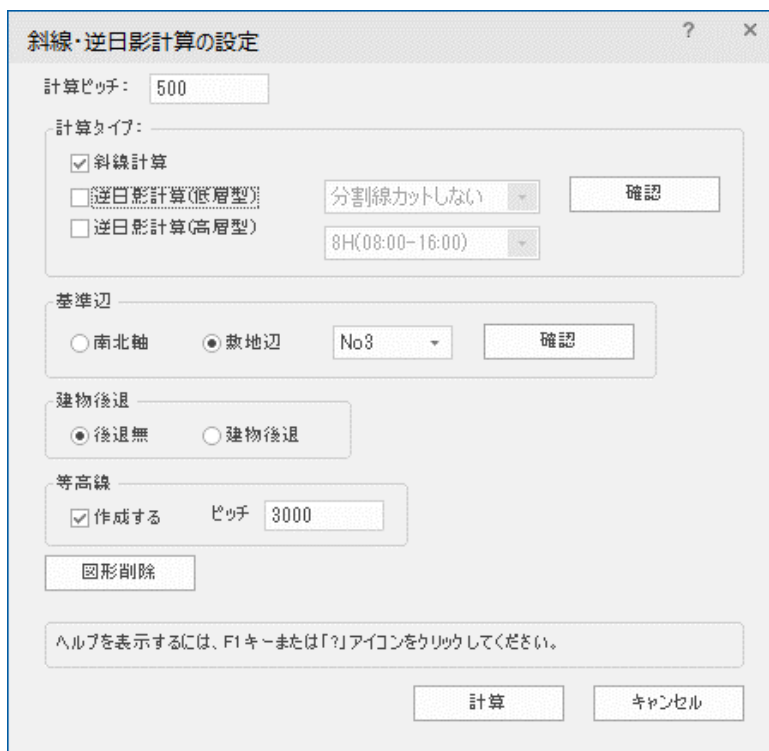 斜線・逆日影計算の設定
? ×
計算ピッチ： 500
計算タイプ：
斜線計算
逆日影計算(低層型) 分割線カットしない 確認
逆日影計算(高層型) 8H(08:00-16:00)
基準辺
南北軸 敷地辺 No3 確認
建物後退
後退無 建物後退
等高線
作成する ピッチ 3000
図形削除
ヘルプを表示するには、F1キーまたは「?」アイコンをクリックしてください。
計算 キャンセル